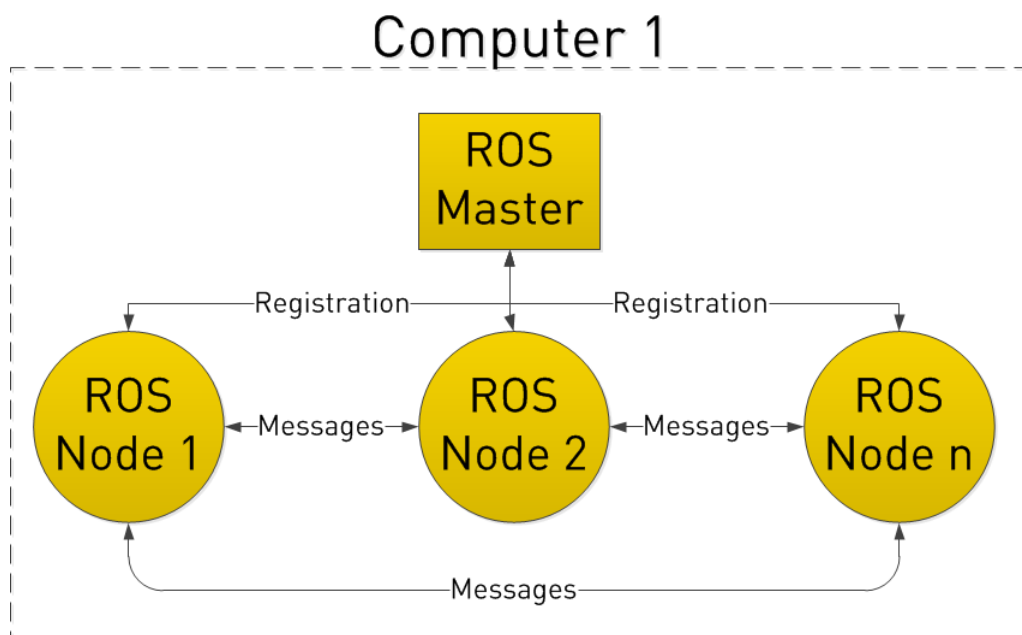 Computer 1
ROS
Master
Registration
Registration
ROS
Node 1
Messages
ROS
Node 2
Messages
ROS
Node n
Messages